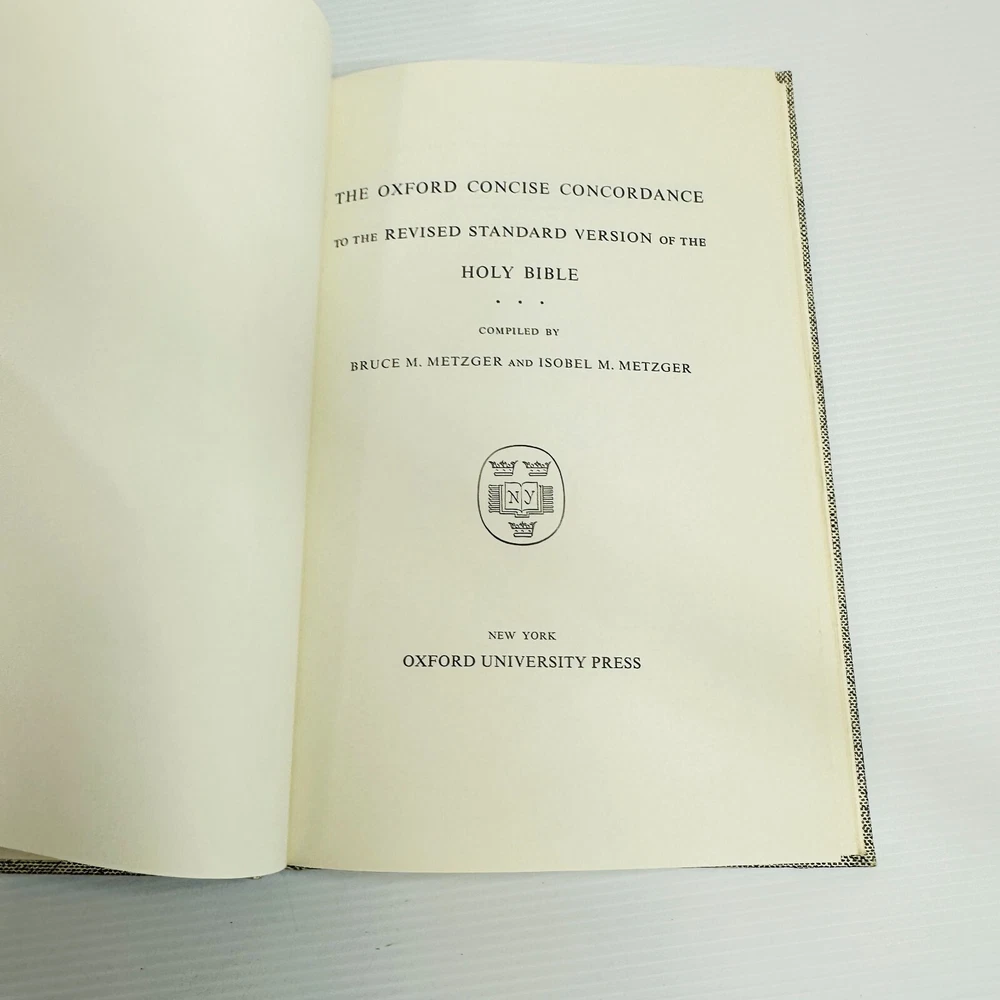 THE OXFORD CONCISE CONCORDANCE
TO THE REVISED STANDARD VERSION OF THE
HOLY BIBLE
. . .
COMPILED BY
BRUCE M. METZGER AND ISOBEL M. METZGER
NY
NEW YORK
OXFORD UNIVERSITY PRESS